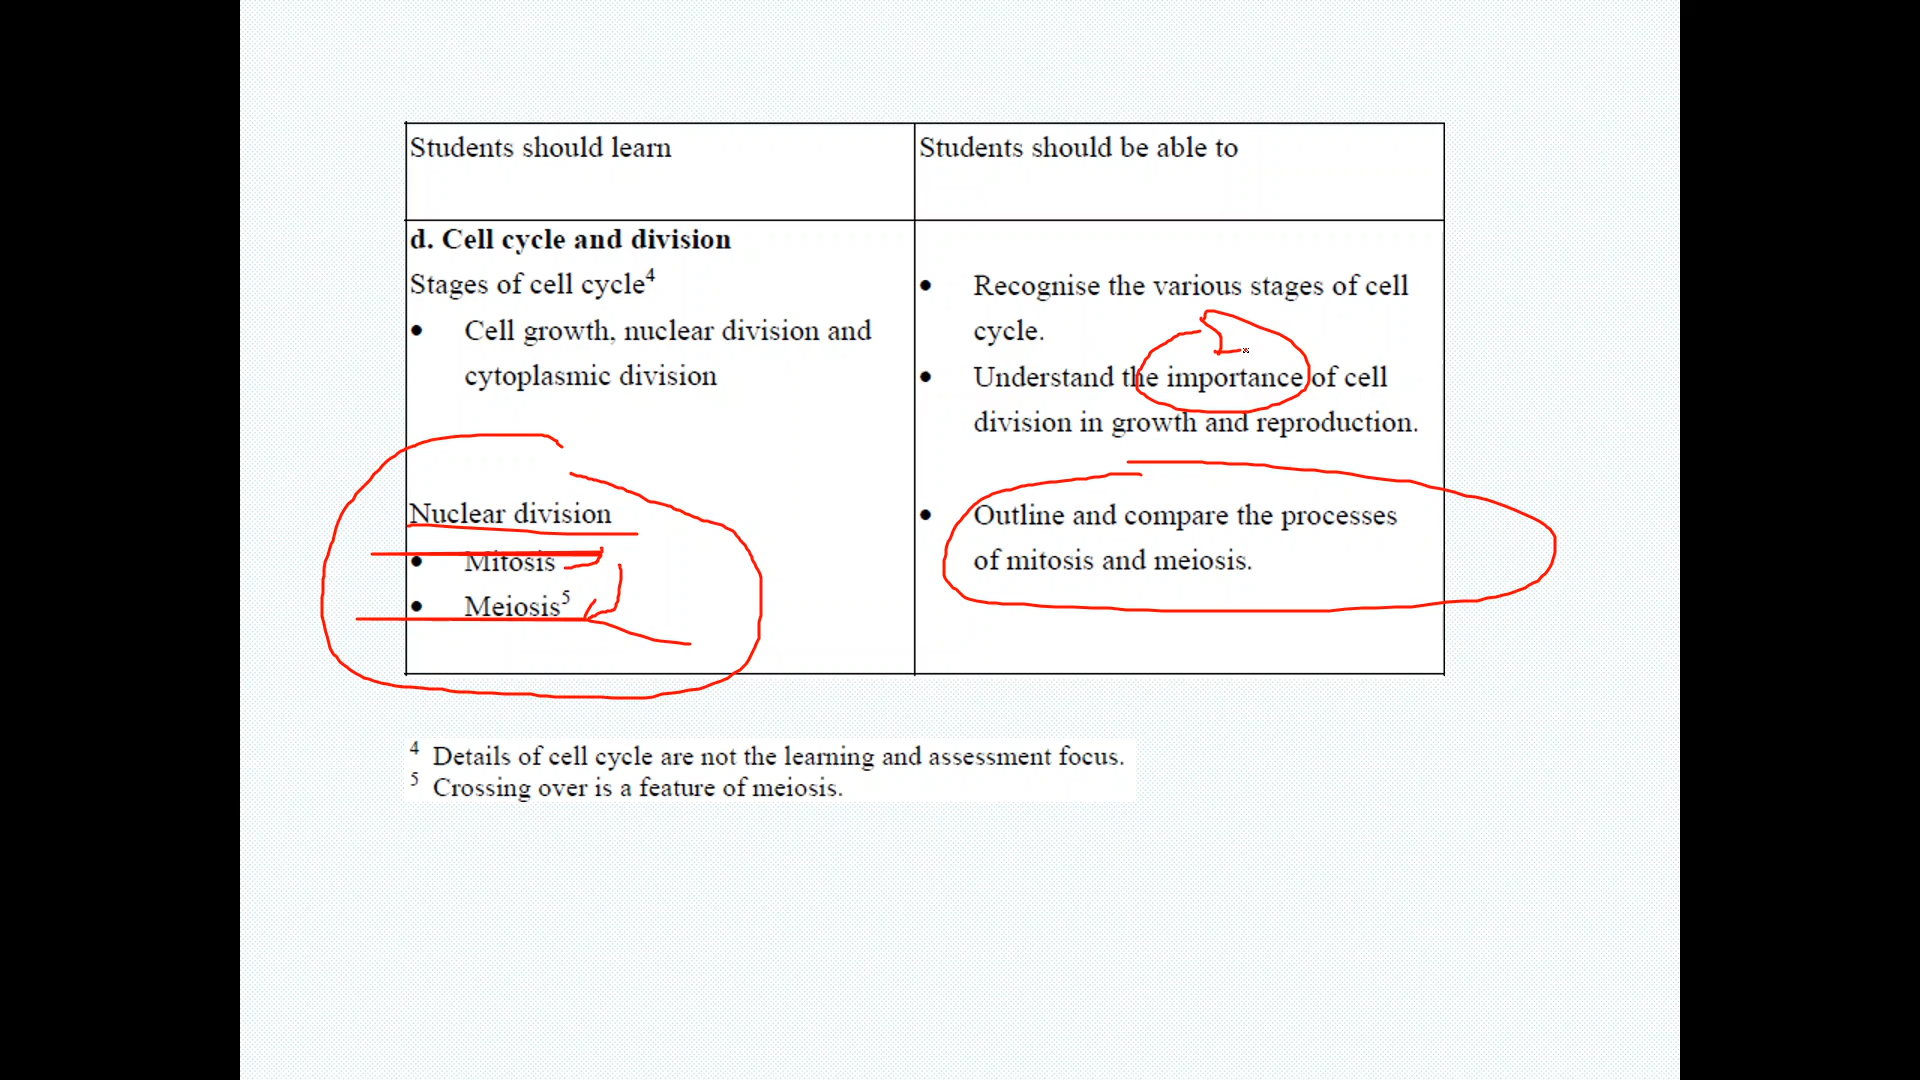 Students should learn
Students should be able to
d. Cell cycle and division
Stages of cell cycle⁴
• Cell growth, nuclear division and
cytoplasmic division
Nuclear division
• Mitosis
• Meiosis⁵
• Recognise the various stages of cell
cycle.
• Understand the importance of cell
division in growth and reproduction.
• Outline and compare the processes
of mitosis and meiosis.
⁴ Details of cell cycle are not the learning and assessment focus.
⁵ Crossing over is a feature of meiosis.